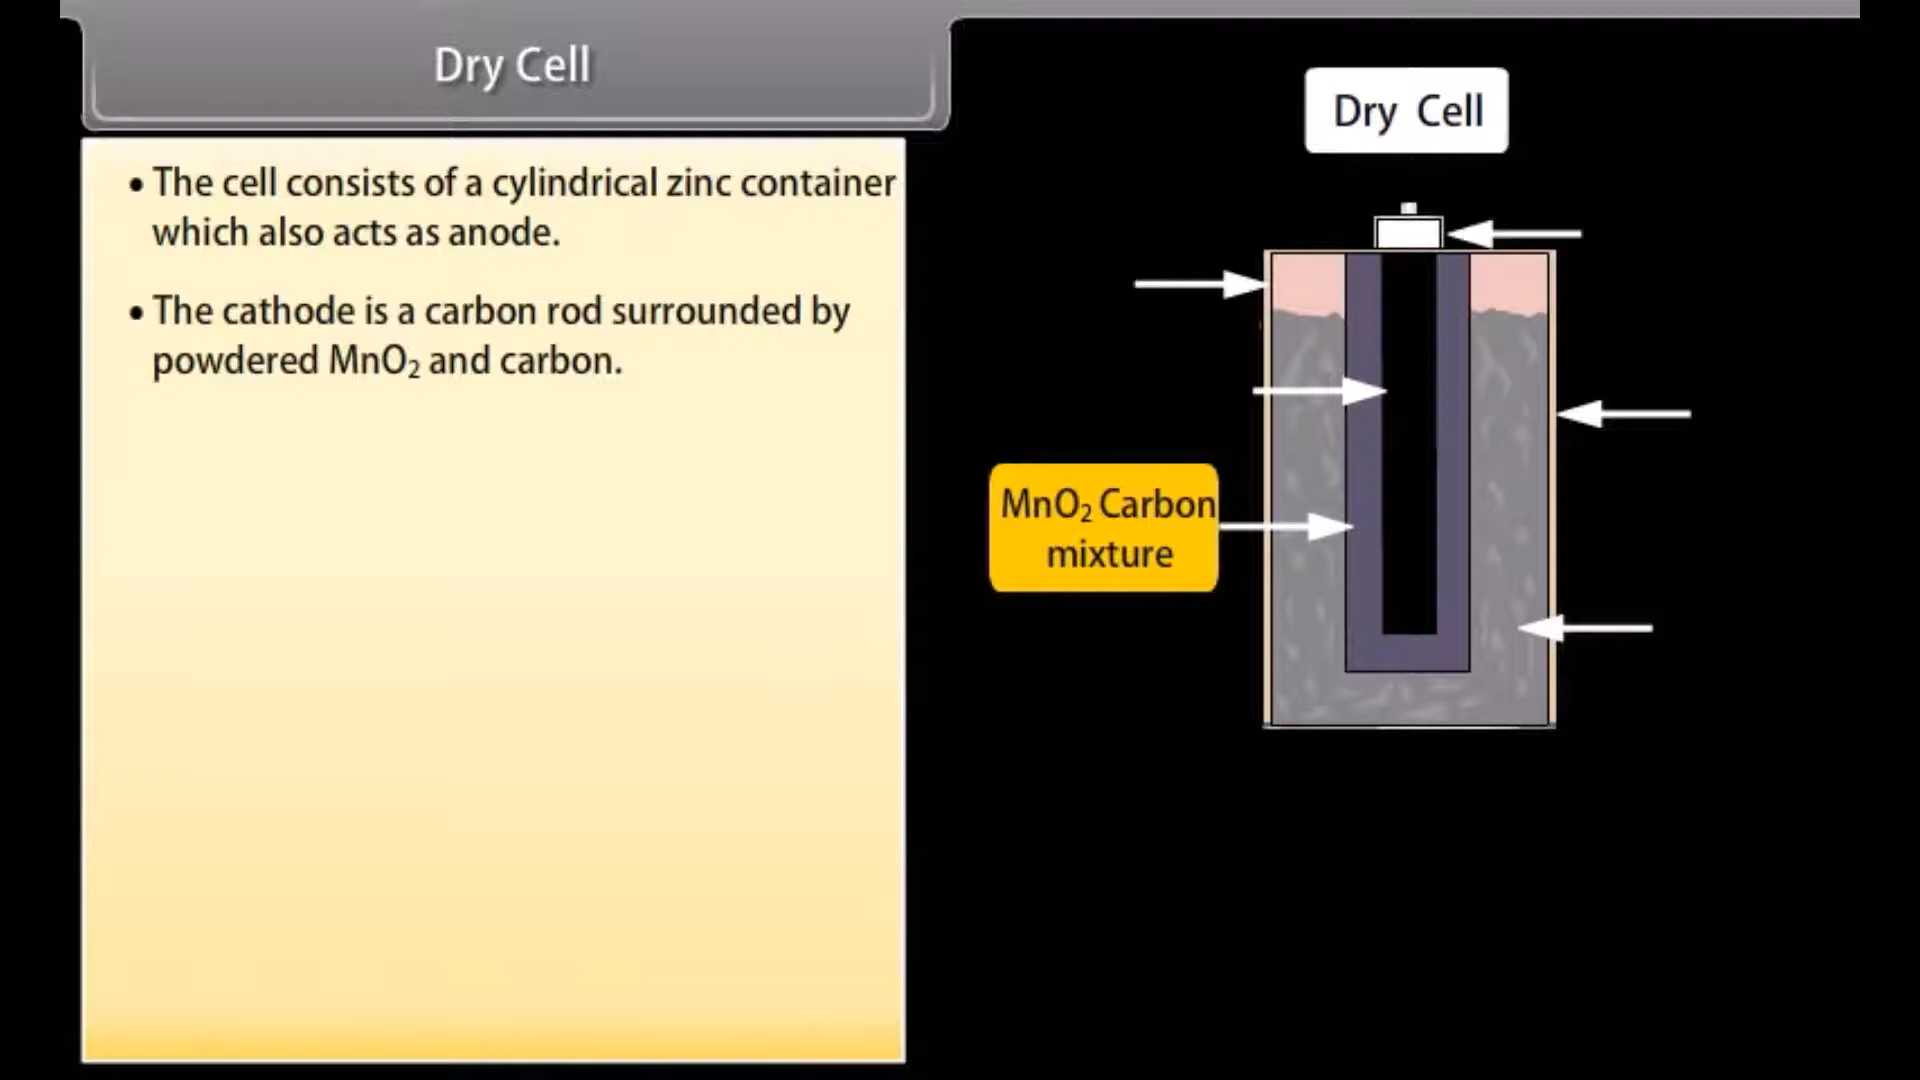 Dry Cell
• The cell consists of a cylindrical zinc container
which also acts as anode.
• The cathode is a carbon rod surrounded by
powdered MnO₂ and carbon.
Dry Cell
MnO₂ Carbon
mixture